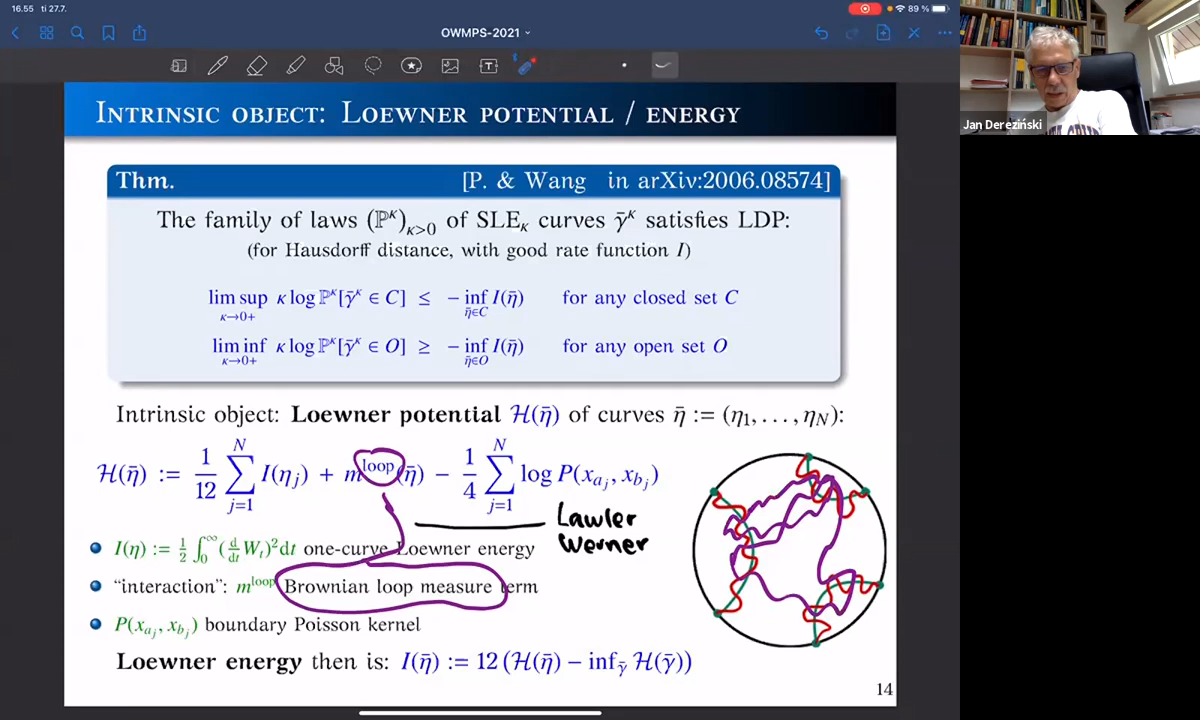 16.55 ti 27.7.
89 %
OWMPS-2021
Jan Dereziński
INTRINSIC OBJECT: LOEWNER POTENTIAL / ENERGY
Thm. [P. & Wang in arXiv:2006.08574]
The family of laws (ℙ^κ)_{κ>0} of SLE_κ curves γ̄^κ satisfies LDP:
(for Hausdorff distance, with good rate function I)
lim sup_{κ→0+} κ log ℙ^κ[γ̄^κ ∈ C] ≤ − inf_{η̄∈C} I(η̄) for any closed set C
lim inf_{κ→0+} κ log ℙ^κ[γ̄^κ ∈ O] ≥ − inf_{η̄∈O} I(η̄) for any open set O
Intrinsic object: Loewner potential ℋ(η̄) of curves η̄ := (η_1, . . . , η_N):
ℋ(η̄) := 1/12 ∑_{j=1}^N I(η_j) + m^loop(η̄) − 1/4 ∑_{j=1}^N log P(x_{a_j}, x_{b_j})
Lawler
Werner
I(η) := ½ ∫_0^∞ (d/dt W_t)² dt one-curve Loewner energy
“interaction”: m^loop Brownian loop measure term
P(x_{a_j}, x_{b_j}) boundary Poisson kernel
Loewner energy then is: I(η̄) := 12 (ℋ(η̄) − inf_γ̄ ℋ(γ̄))
14